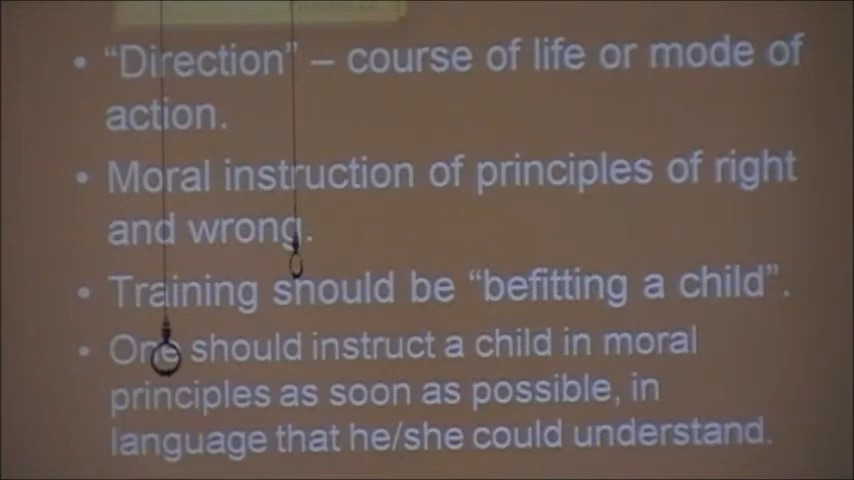 • “Direction” – course of life or mode of
action.
• Moral instruction of principles of right
and wrong.
• Training should be “befitting a child”.
• One should instruct a child in moral
principles as soon as possible, in
language that he/she could understand.